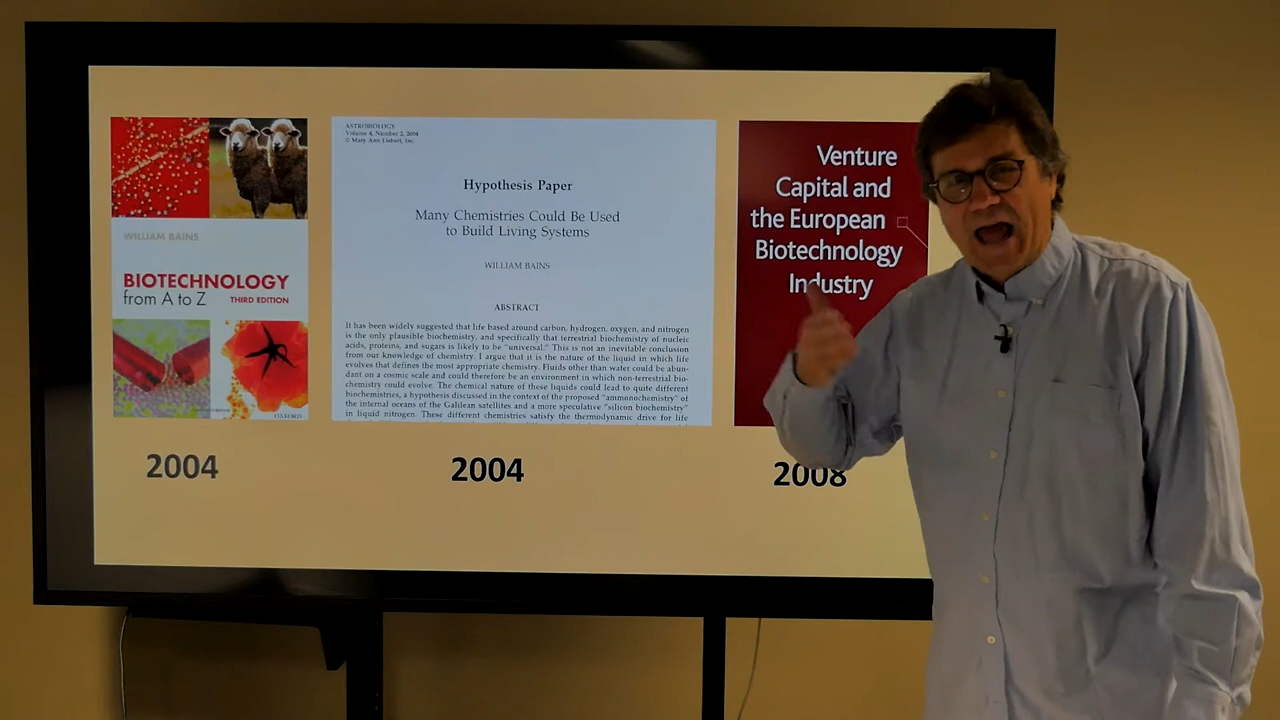 WILLIAM BAINS
BIOTECHNOLOGY
from A to Z THIRD EDITION
OXFORD
2004
ASTROBIOLOGY
Volume 4, Number 2, 2004
© Mary Ann Liebert, Inc.
Hypothesis Paper
Many Chemistries Could Be Used
to Build Living Systems
WILLIAM BAINS
ABSTRACT
It has been widely suggested that life based around carbon, hydrogen, oxygen, and nitrogen
is the only plausible biochemistry, and specifically that terrestrial biochemistry of nucleic
acids, proteins, and sugars is likely to be "universal." This is not an inevitable conclusion
from our knowledge of chemistry. I argue that it is the nature of the liquid in which life
evolves that defines the most appropriate chemistry. Fluids other than water could be abun-
dant on a cosmic scale and could therefore be an environment in which non-terrestrial bio-
chemistry could evolve. The chemical nature of these liquids could lead to quite different
biochemistries, a hypothesis discussed in the context of the proposed "ammonochemistry" of
the internal oceans of the Galilean satellites and a more speculative "silicon biochemistry"
in liquid nitrogen. These different chemistries satisfy the thermodynamic drive for life
2004
Venture
Capital and
the European
Biotechnology
Industry
2008